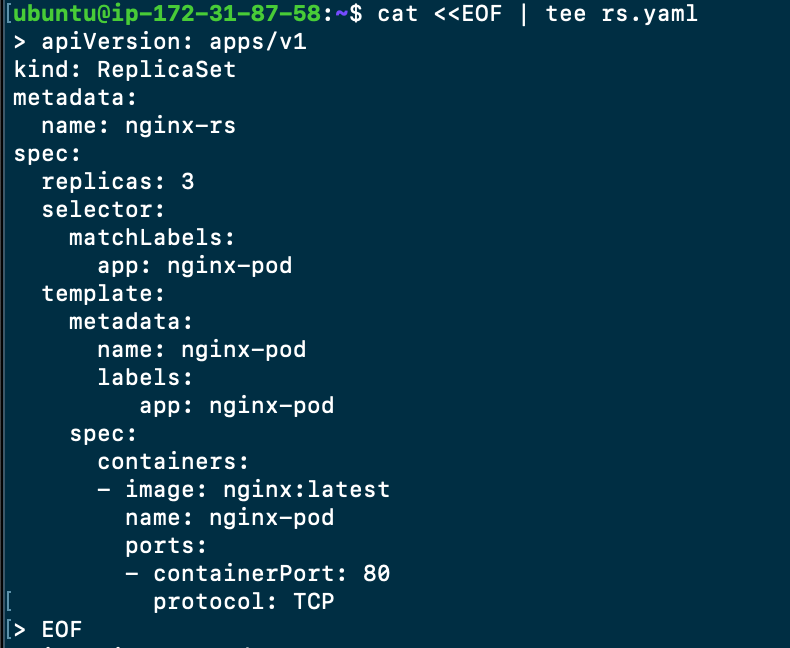 [ubuntu@ip-172-31-87-58:~$ cat <<EOF | tee rs.yaml
> apiVersion: apps/v1
kind: ReplicaSet
metadata:
  name: nginx-rs
spec:
  replicas: 3
  selector:
    matchLabels:
      app: nginx-pod
  template:
    metadata:
      name: nginx-pod
      labels:
         app: nginx-pod
    spec:
      containers:
      - image: nginx:latest
        name: nginx-pod
        ports:
        - containerPort: 80
[          protocol: TCP
[> EOF